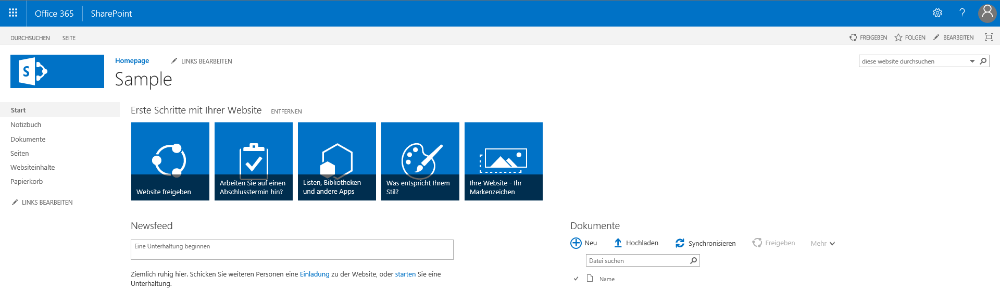 Office 365 SharePoint
DURCHSUCHEN SEITE FREIGEBEN FOLGEN BEARBEITEN
S
Homepage LINKS BEARBEITEN
diese website durchsuchen
Sample
Start
Notizbuch
Dokumente
Seiten
Websiteinhalte
Papierkorb
LINKS BEARBEITEN
Erste Schritte mit Ihrer Website ENTFERNEN
Website freigeben
Arbeiten Sie auf einen
Abschlusstermin hin?
Listen, Bibliotheken
und andere Apps
Was entspricht Ihrem
Stil?
Ihre Website - Ihr
Markenzeichen
Newsfeed
Eine Unterhaltung beginnen
Ziemlich ruhig hier. Schicken Sie weiteren Personen eine Einladung zu der Website, oder starten Sie eine
Unterhaltung.
Dokumente
Neu Hochladen Synchronisieren Freigeben Mehr
Datei suchen
Name